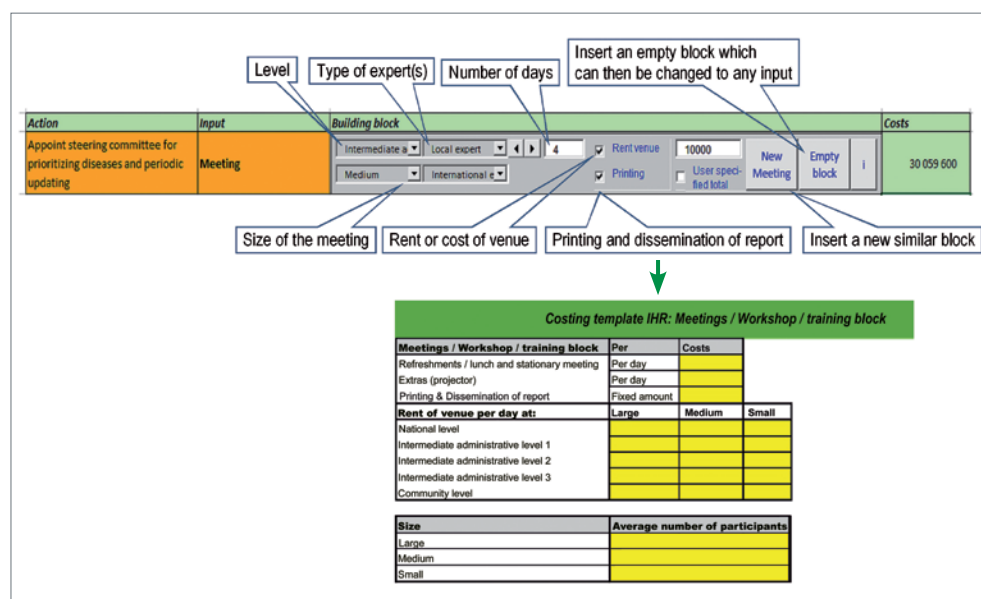 Insert an empty block which
can then be changed to any input
Level
Type of expert(s)
Number of days
Action Input Building block Costs
Appoint steering committee for
prioritizing diseases and periodic
updating
Meeting
Intermediate a Local expert 4 Rent venue 10000
Medium International e Printing User speci-
fied total
New
Meeting
Empty
block
i
30 059 600
Size of the meeting
Rent or cost of venue
Printing and dissemination of report
Insert a new similar block
Costing template IHR: Meetings / Workshop / training block
Meetings / Workshop / training block Per Costs
Refreshments / lunch and stationary meeting Per day
Extras (projector) Per day
Printing & Dissemination of report Fixed amount
Rent of venue per day at: Large Medium Small
National level
Intermediate administrative level 1
Intermediate administrative level 2
Intermediate administrative level 3
Community level
Size Average number of participants
Large
Medium
Small